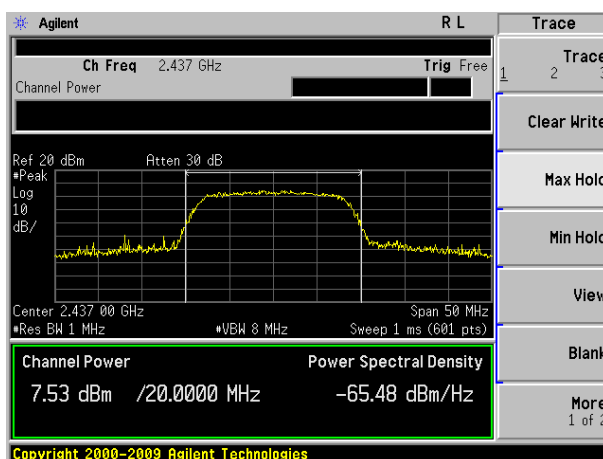 Agilent R L Trace
Ch Freq 2.437 GHz Trig Free
Channel Power
Trace
1 2 3
Clear Write
Max Hold
Min Hold
View
Blank
More
1 of 2
Ref 20 dBm Atten 30 dB
#Peak
Log
10
dB/
Center 2.437 00 GHz Span 50 MHz
#Res BW 1 MHz #VBW 8 MHz Sweep 1 ms (601 pts)
Channel Power Power Spectral Density
7.53 dBm /20.0000 MHz -65.48 dBm/Hz
Copyright 2000-2009 Agilent Technologies